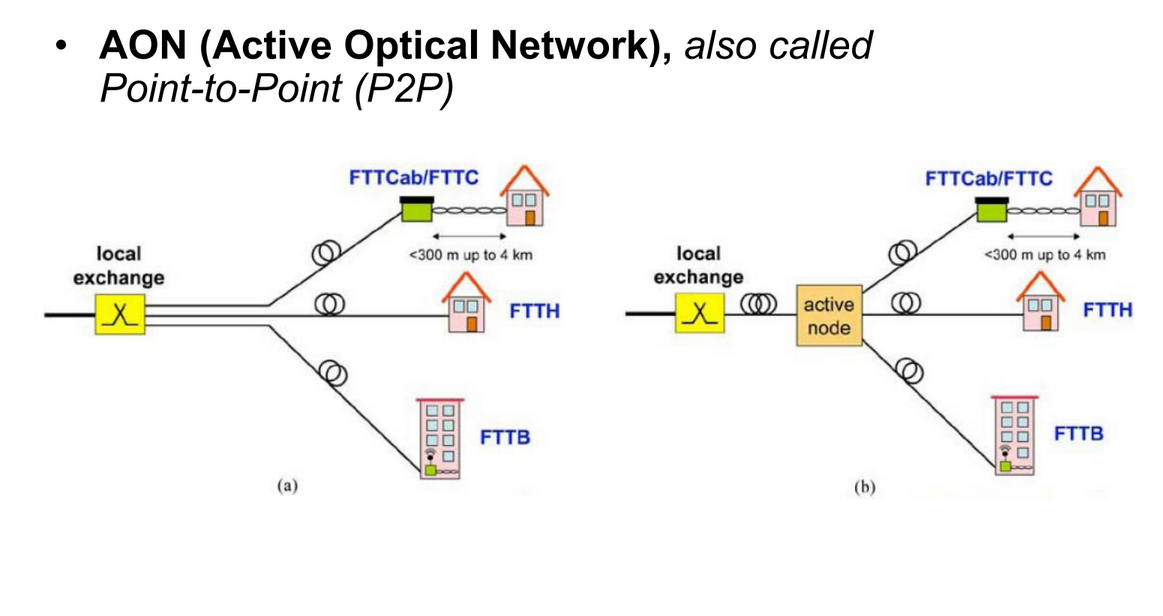 • AON (Active Optical Network), also called
Point-to-Point (P2P)
FTTCab/FTTC
<300 m up to 4 km
local
exchange
FTTH
FTTB
(a)
FTTCab/FTTC
<300 m up to 4 km
local
exchange
active
node
FTTH
FTTB
(b)